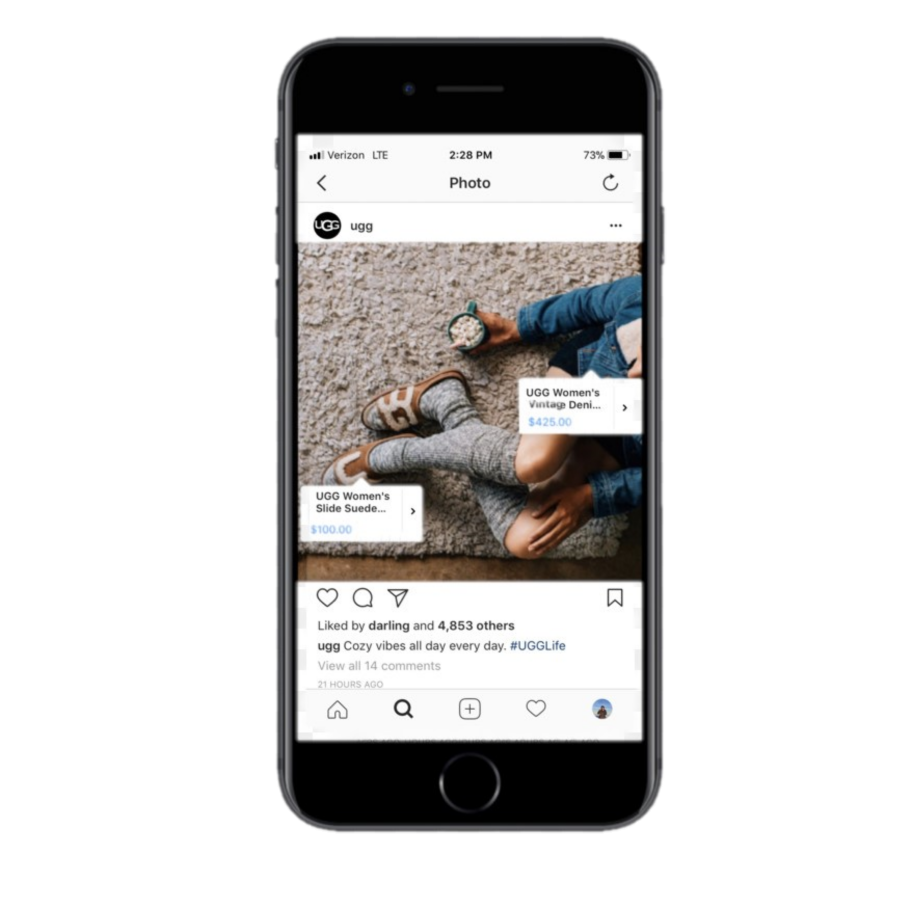 Verizon LTE 2:28 PM 73%
Photo
UGG ugg
UGG Women's
Vintage Deni...
$425.00
UGG Women's
Slide Suede...
$100.00
Liked by darling and 4,853 others
ugg Cozy vibes all day every day. #UGGLife
View all 14 comments
21 HOURS AGO